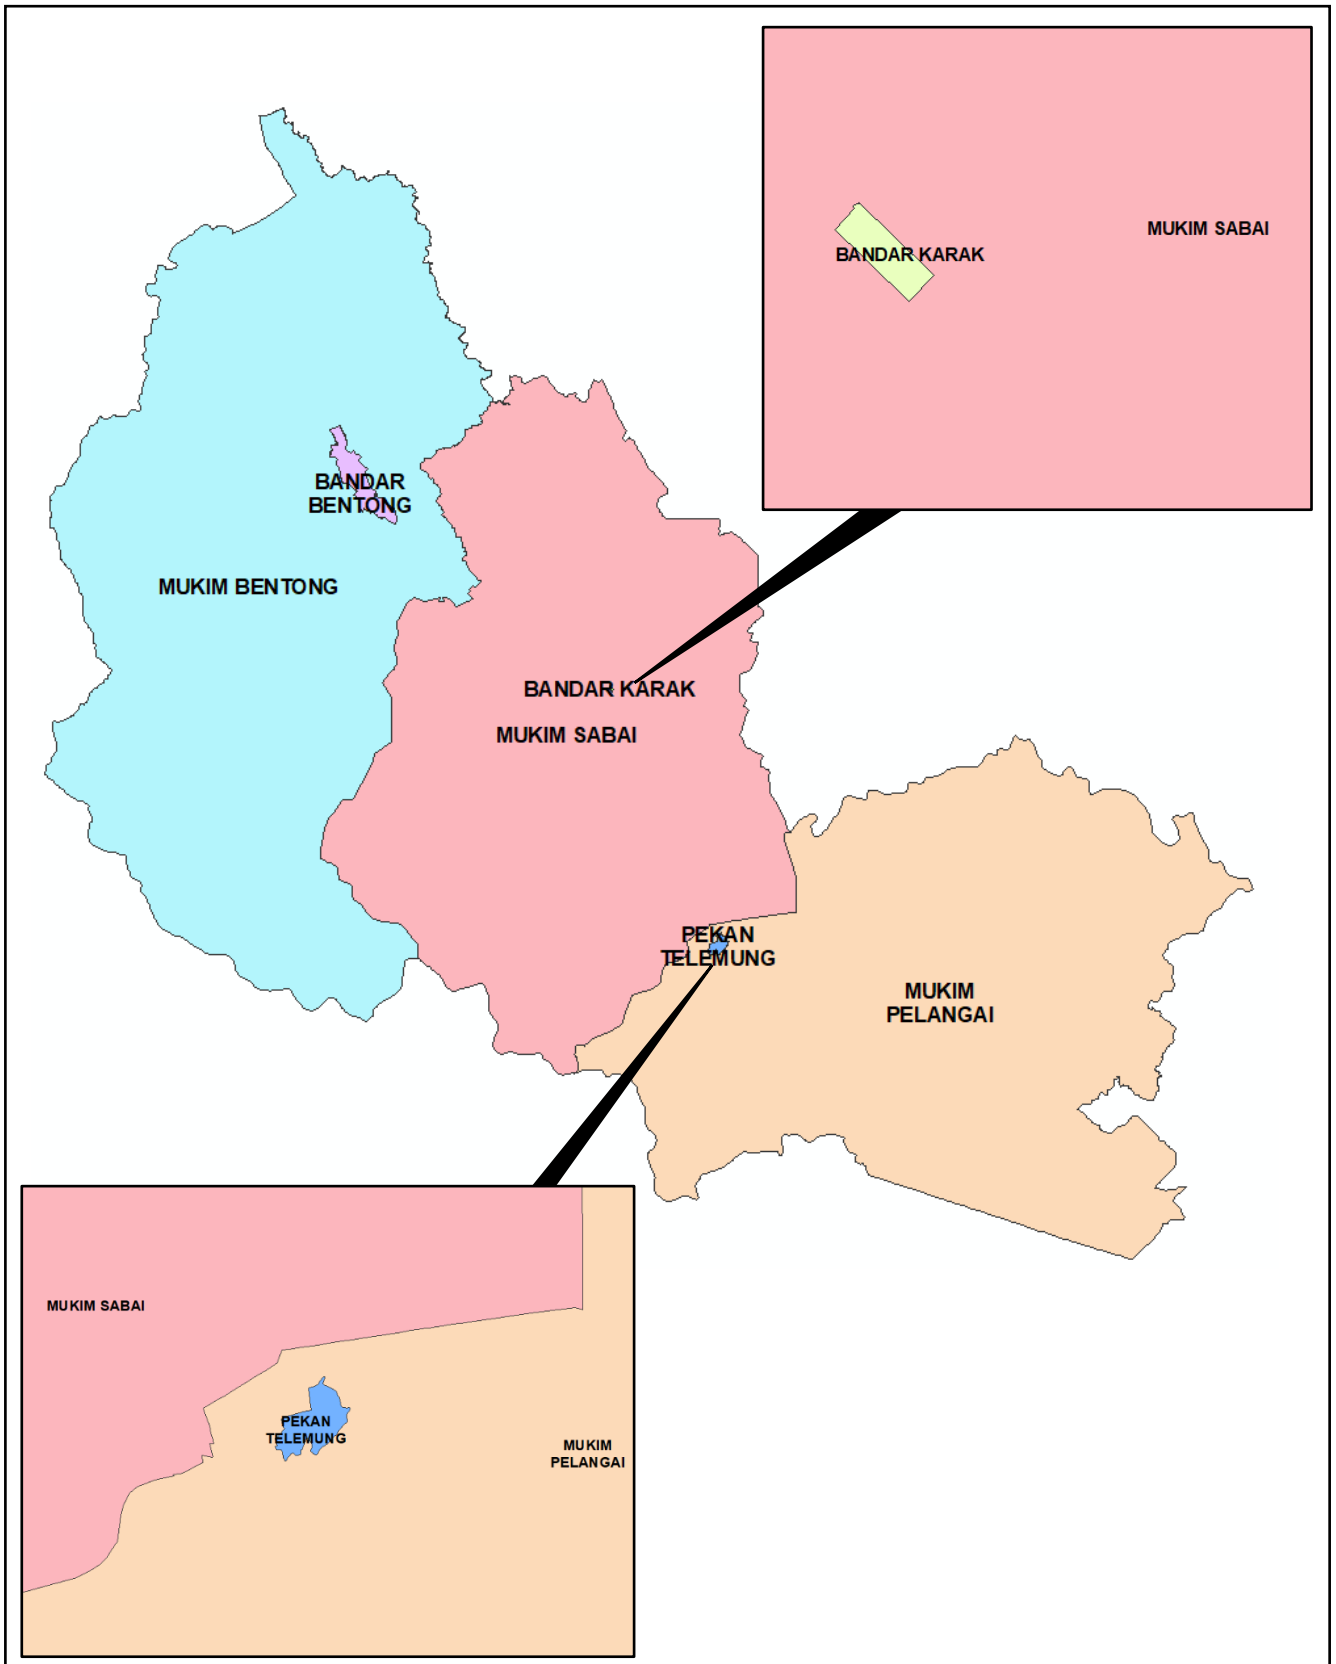 MUKIM SABAI
BANDAR KARAK
BANDAR
BENTONG
MUKIM BENTONG
BANDAR KARAK
MUKIM SABAI
PEKAN
TELEMUNG
MUKIM
PELANGAI
MUKIM SABAI
PEKAN
TELEMUNG
MUKIM
PELANGAI